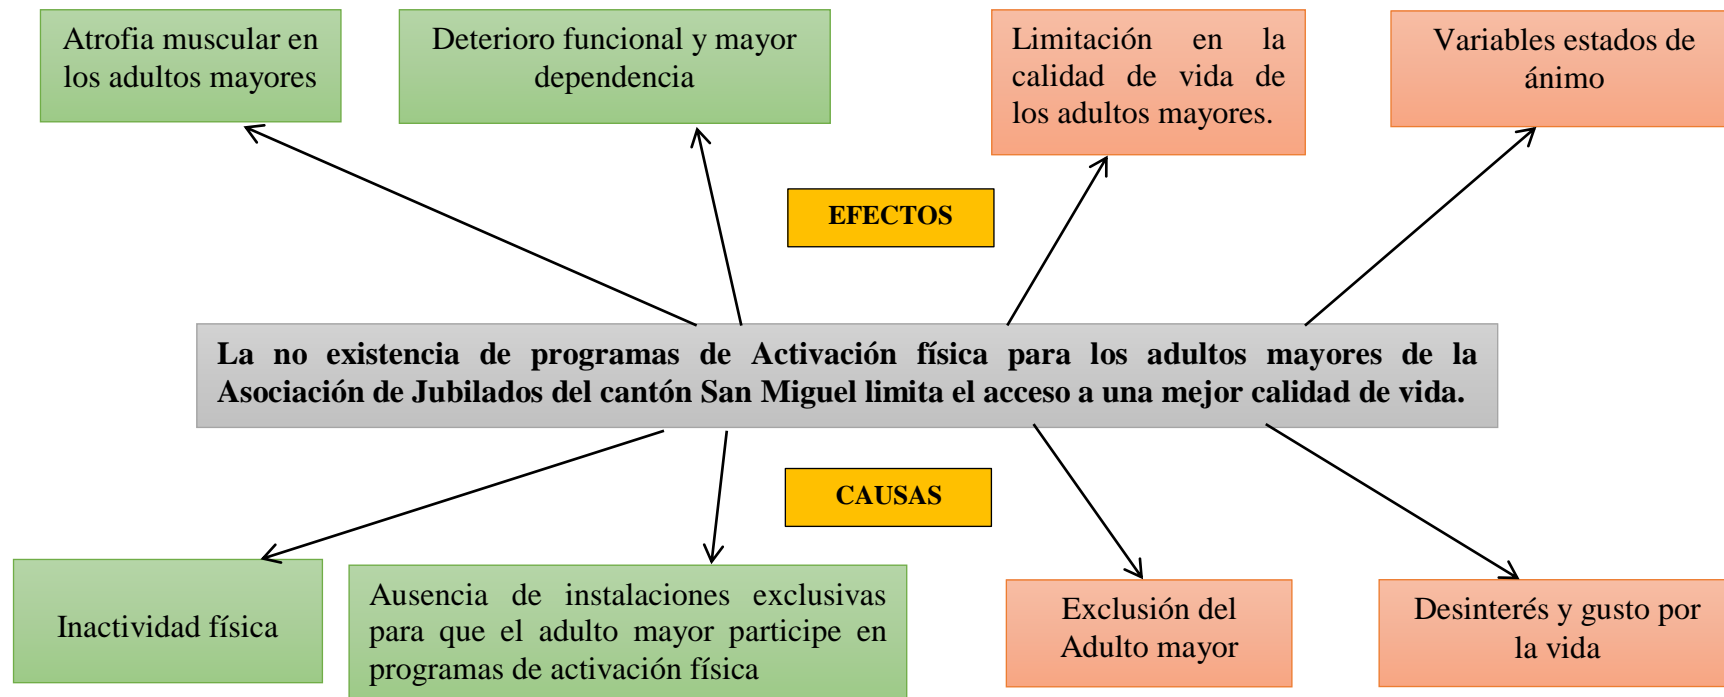 Atrofia muscular en
los adultos mayores
Deterioro funcional y mayor
dependencia
Limitación en la
calidad de vida de
los adultos mayores.
Variables estados de
ánimo
EFECTOS
La no existencia de programas de Activación física para los adultos mayores de la
Asociación de Jubilados del cantón San Miguel limita el acceso a una mejor calidad de vida.
CAUSAS
Inactividad física
Ausencia de instalaciones exclusivas
para que el adulto mayor participe en
programas de activación física
Exclusión del
Adulto mayor
Desinterés y gusto por
la vida